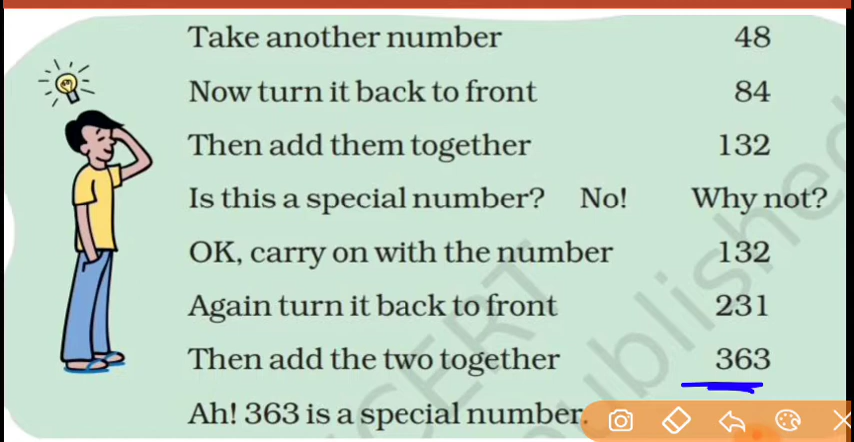 Take another number 48
Now turn it back to front 84
Then add them together 132
Is this a special number? No! Why not?
OK, carry on with the number 132
Again turn it back to front 231
Then add the two together 363
Ah! 363 is a special number.